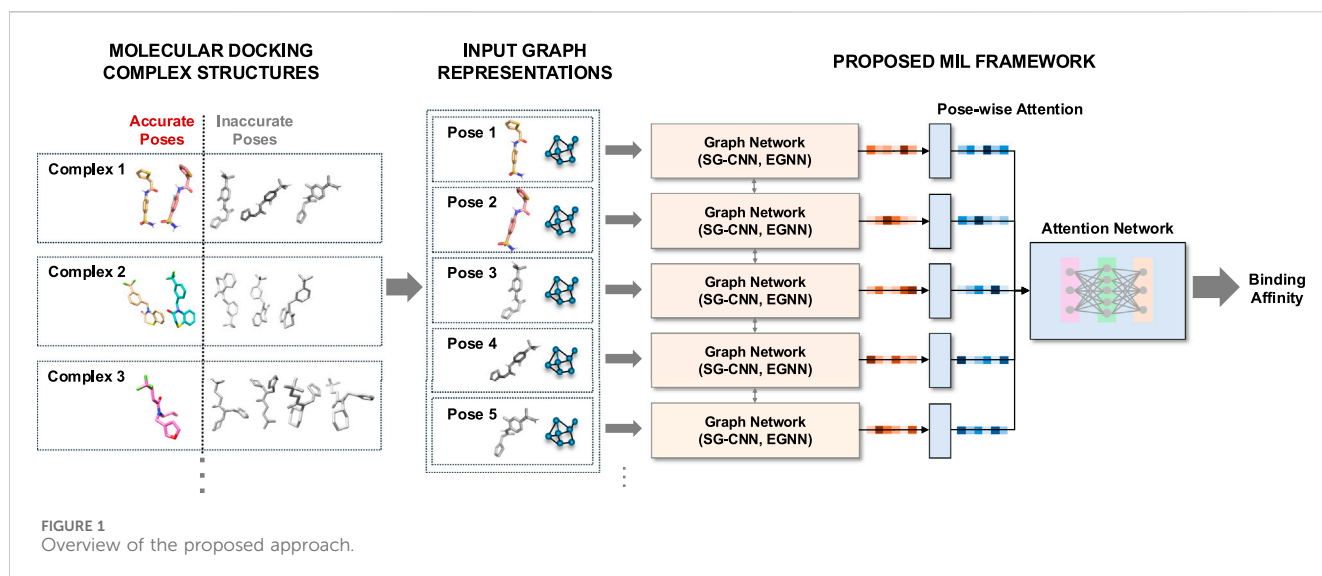 MOLECULAR DOCKING
COMPLEX STRUCTURES
Accurate
Poses
Inaccurate
Poses
Complex 1
Complex 2
Complex 3
INPUT GRAPH
REPRESENTATIONS
Pose 1
Pose 2
Pose 3
Pose 4
Pose 5
PROPOSED MIL FRAMEWORK
Pose-wise Attention
Graph Network
(SG-CNN, EGNN)
Graph Network
(SG-CNN, EGNN)
Graph Network
(SG-CNN, EGNN)
Graph Network
(SG-CNN, EGNN)
Graph Network
(SG-CNN, EGNN)
Attention Network
Binding
Affinity
FIGURE 1
Overview of the proposed approach.